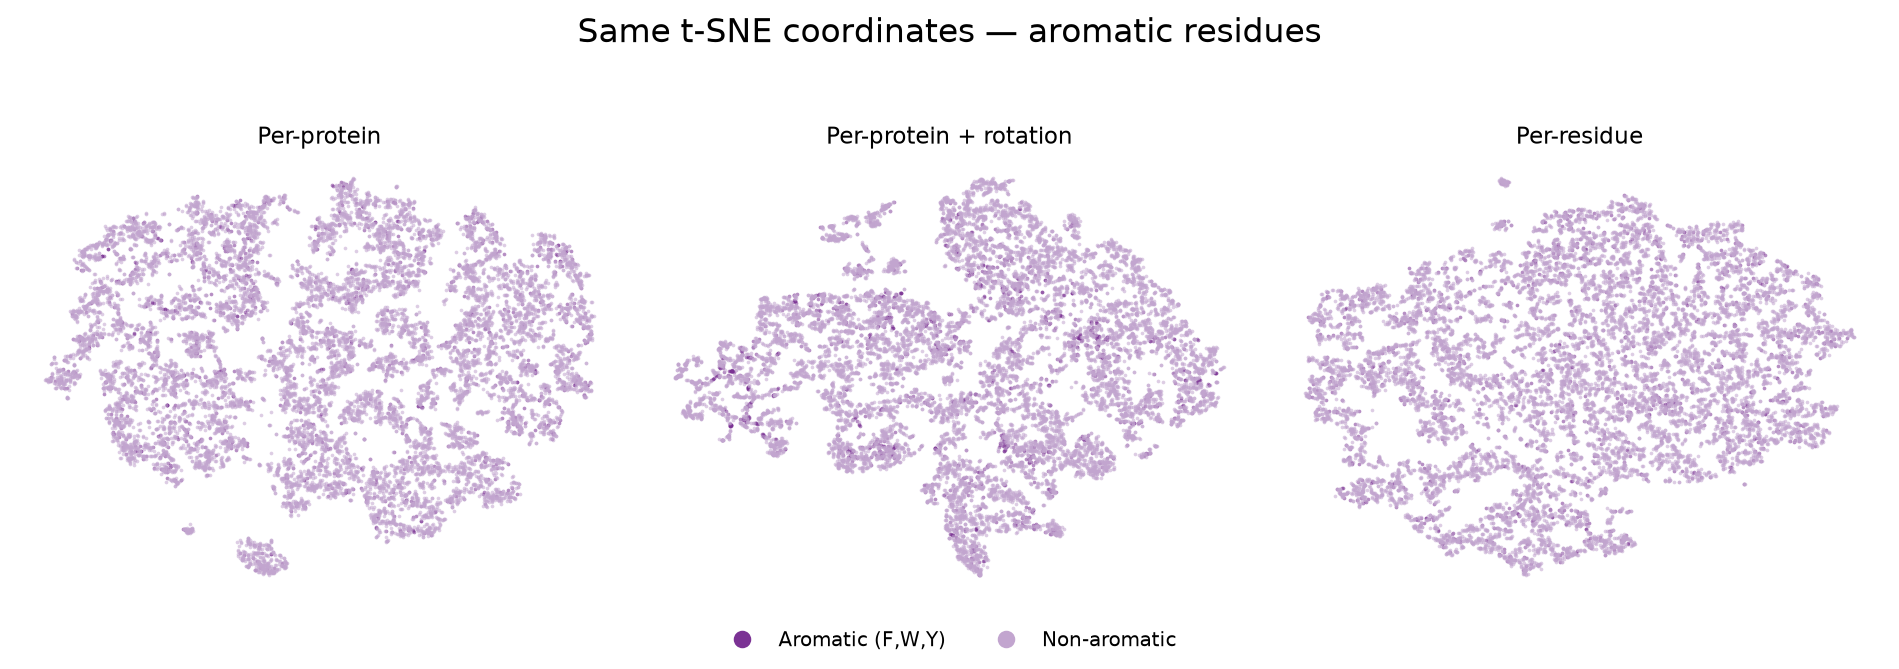 Same t-SNE coordinates — aromatic residues
Per-protein
Per-protein + rotation
Per-residue
Aromatic (F,W,Y)
Non-aromatic